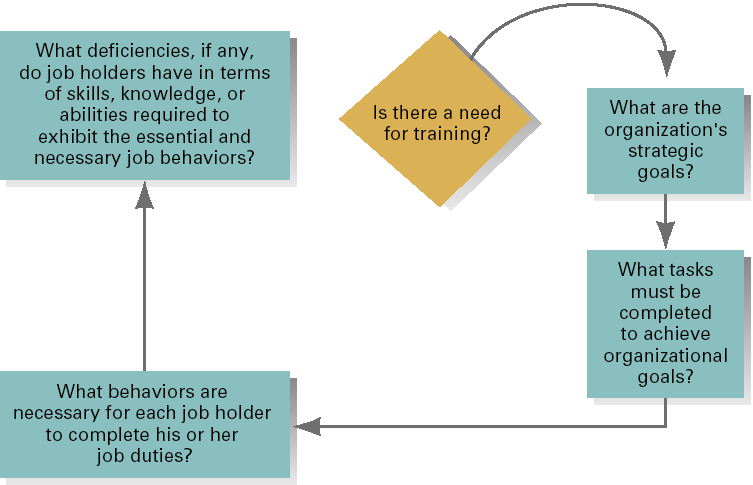 Is there a need
for training?
What are the
organization's
strategic
goals?
What tasks
must be
completed
to achieve
organizational
goals?
What behaviors are
necessary for each job holder
to complete his or her
job duties?
What deficiencies, if any,
do job holders have in terms
of skills, knowledge, or
abilities required to
exhibit the essential and
necessary job behaviors?